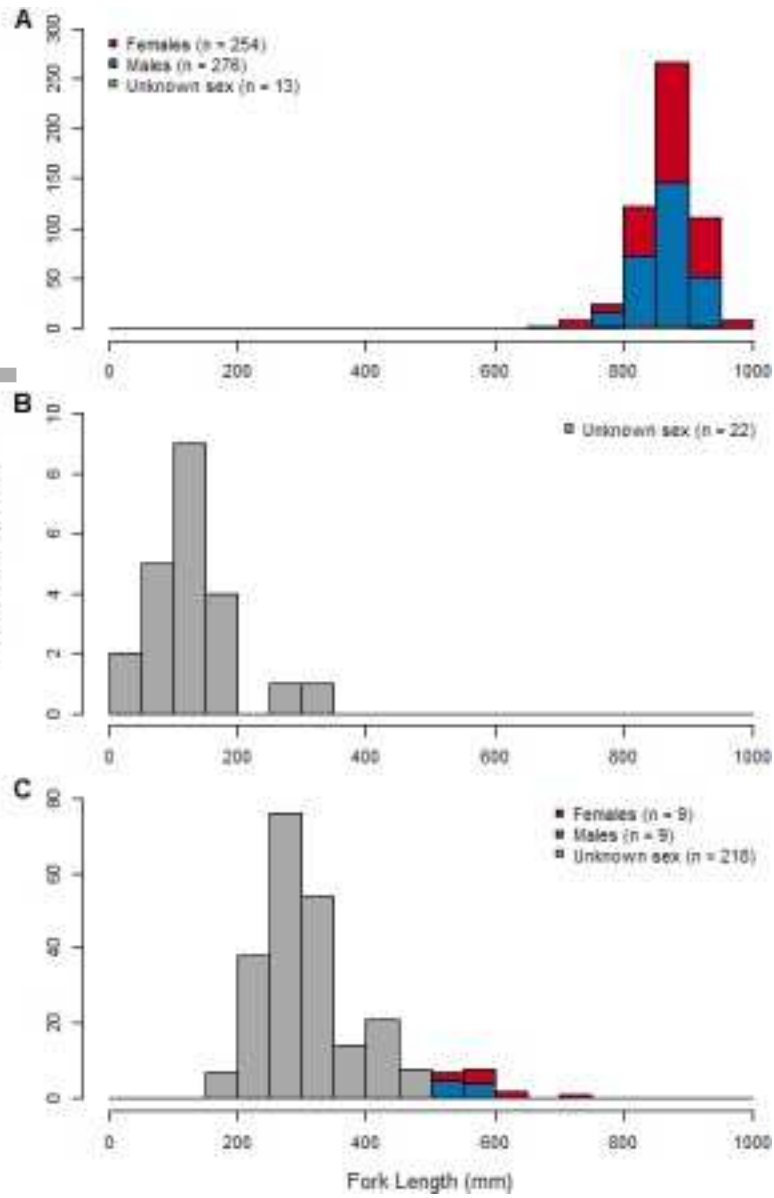 A
Females (n = 254)
Males (n = 276)
Unknown sex (n = 13)
300
250
200
150
100
50
0
0 200 400 600 800 1000
B
Unknown sex (n = 22)
10
8
6
4
2
0
0 200 400 600 800 1000
C
Females (n = 9)
Males (n = 9)
Unknown sex (n = 218)
80
60
40
20
0
0 200 400 600 800 1000
Fork Length (mm)